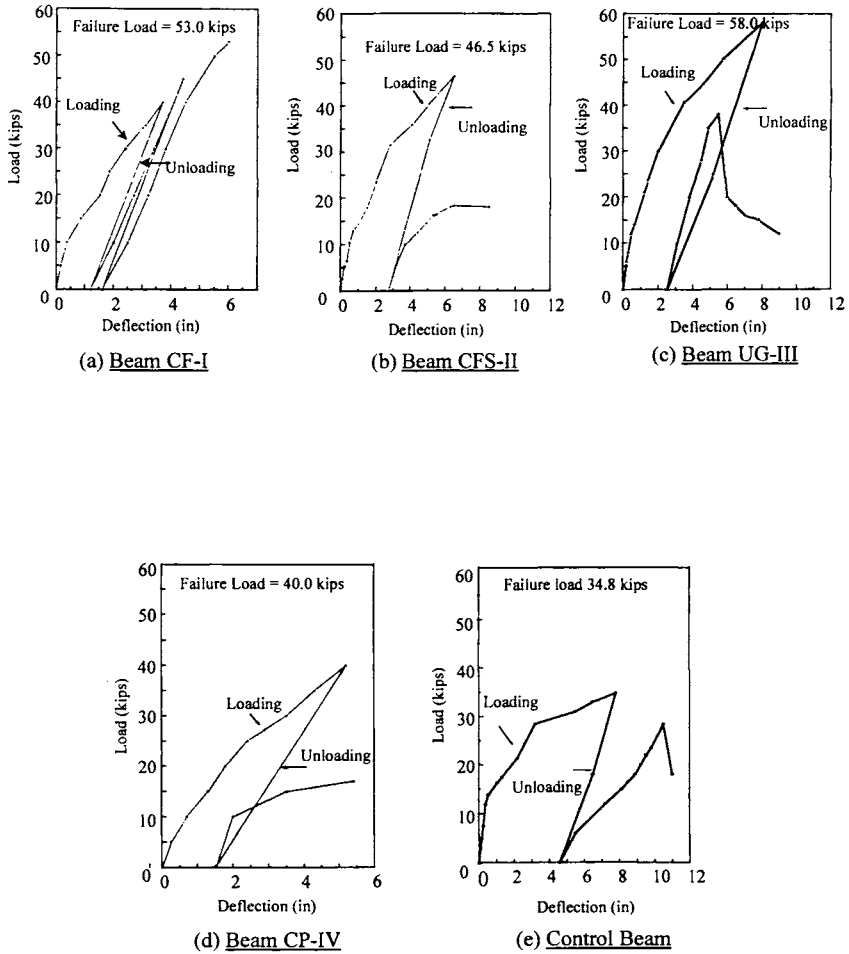 Failure Load = 53.0 kips
Loading
Unloading
Load (kips)
60
50
40
30
20
10
0
0 2 4 6
Deflection (in)
(a) Beam CF-I
Failure Load = 46.5 kips
Loading
Unloading
Load (kips)
60
50
40
30
20
10
0
0 2 4 6 8 10 12
Deflection (in)
(b) Beam CFS-II
Failure Load = 58.0 kips
Loading
Unloading
Load (kips)
60
50
40
30
20
10
0
0 2 4 6 8 10 12
Deflection (in)
(c) Beam UG-III
Failure Load = 40.0 kips
Loading
Unloading
Load (kips)
60
50
40
30
20
10
0
0 2 4 6
Deflection (in)
(d) Beam CP-IV
Failure load 34.8 kips
Loading
Unloading
Load (kips)
60
50
40
30
20
10
0
0 2 4 6 8 10 12
Deflection (in)
(e) Control Beam